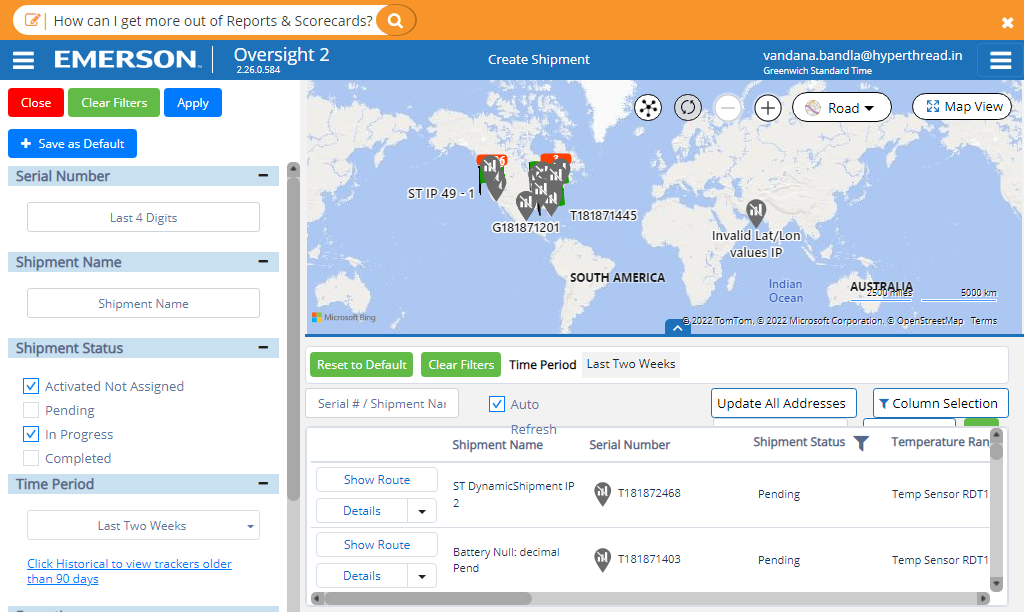 How can I get more out of Reports & Scorecards?
EMERSON
Oversight 2
2.26.0.584
Create Shipment
vandana.bandla@hyperthread.in
Greenwich Standard Time
Close
Clear Filters
Apply
Save as Default
Serial Number
Last 4 Digits
Shipment Name
Shipment Name
Shipment Status
Activated Not Assigned
Pending
In Progress
Completed
Time Period
Last Two Weeks
Click Historical to view trackers older
than 90 days
Road
Map View
ST IP 49 - 1
T181871445
G181871201
Invalid Lat/Lon
values IP
SOUTH AMERICA
Indian
Ocean
AUSTRALIA
2500 miles
5000 km
Microsoft Bing
© 2022 TomTom, © 2022 Microsoft Corporation, © OpenStreetMap Terms
Reset to Default
Clear Filters
Time Period
Last Two Weeks
Serial # / Shipment Nar
Auto
Refresh
Update All Addresses
Column Selection
Shipment Name
Serial Number
Shipment Status
Temperature Ran
Show Route
Details
ST DynamicShipment IP
2
T181872468
Pending
Temp Sensor RDT1
Show Route
Details
Battery Null: decimal
Pend
T181871403
Pending
Temp Sensor RDT1